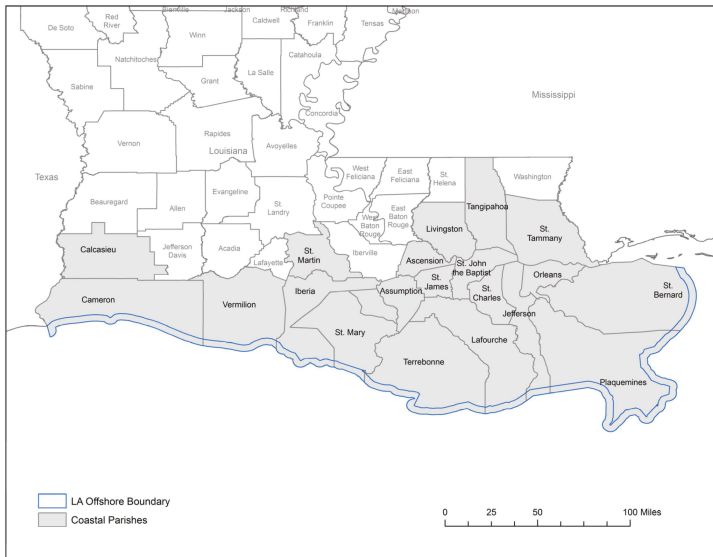 Bienville
Jackson
Richland
Madison
Red
River
De Soto
Caldwell
Franklin
Tensas
Winn
Natchitoches
Catahoula
La Salle
Sabine
Grant
Concordia
Mississippi
Vernon
Rapides
Louisiana
Avoyelles
Texas
West
Feliciana
East
Feliciana
St.
Helena
Washington
Beauregard
Allen
Evangeline
St.
Landry
Pointe
Coupee
West
Baton
Rouge
East
Baton
Rouge
Tangipahoa
Livingston
St.
Tammany
Calcasieu
Jefferson
Davis
Acadia
Lafayette
St.
Martin
Iberville
Ascension
St. John
the Baptist
Orleans
St.
Bernard
Cameron
Vermilion
Iberia
Assumption
St.
James
St.
Charles
Jefferson
St. Mary
Terrebonne
Lafourche
Plaquemines
LA Offshore Boundary
Coastal Parishes
0 25 50 100 Miles